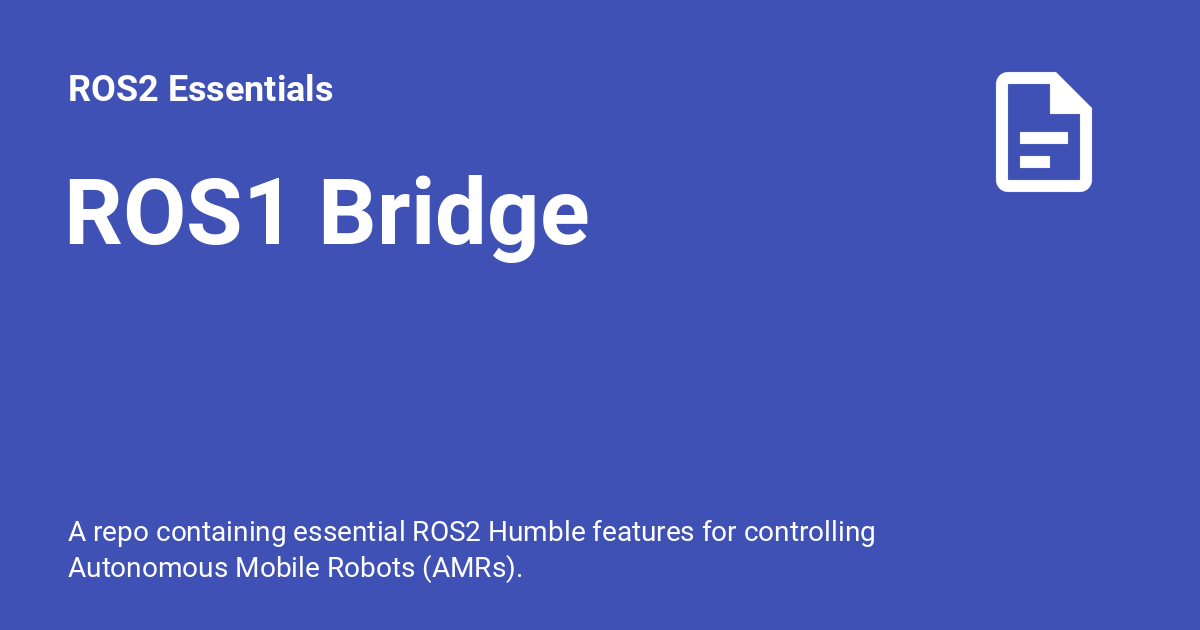 ROS2 Essentials
ROS1 Bridge
A repo containing essential ROS2 Humble features for controlling
Autonomous Mobile Robots (AMRs).